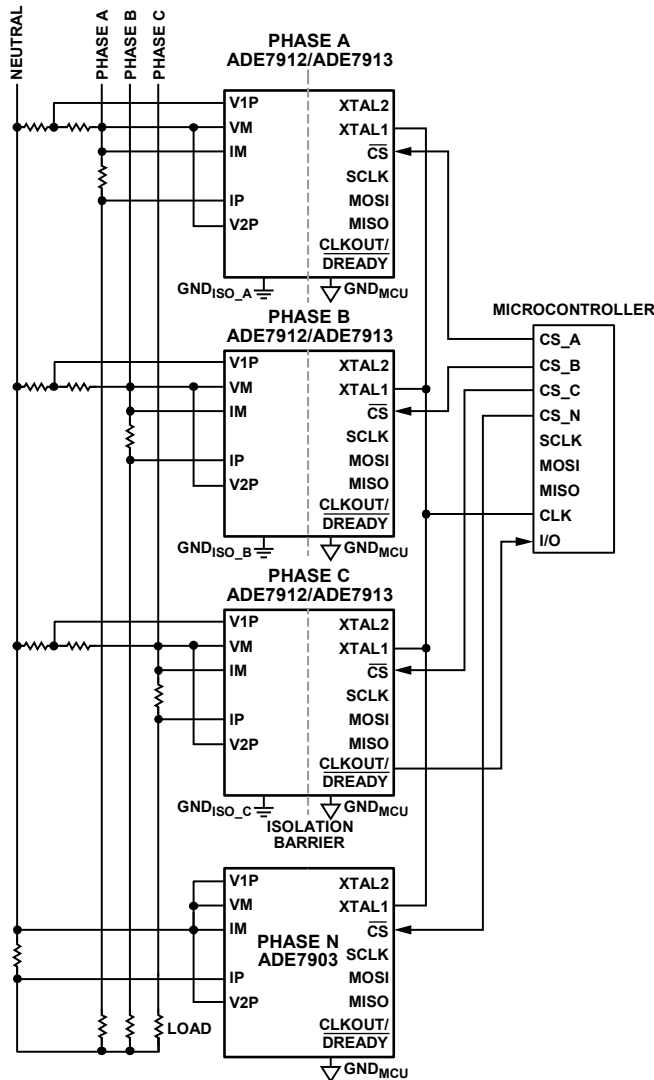 NEUTRAL
PHASE A
PHASE B
PHASE C
PHASE A
ADE7912/ADE7913
V1P
VM
IM
IP
V2P
XTAL2
XTAL1
CS
SCLK
MOSI
MISO
CLKOUT/
DREADY
GNDISO_A
GNDMCU
PHASE B
ADE7912/ADE7913
V1P
VM
IM
IP
V2P
XTAL2
XTAL1
CS
SCLK
MOSI
MISO
CLKOUT/
DREADY
GNDISO_B
GNDMCU
PHASE C
ADE7912/ADE7913
V1P
VM
IM
IP
V2P
XTAL2
XTAL1
CS
SCLK
MOSI
MISO
CLKOUT/
DREADY
GNDISO_C
GNDMCU
ISOLATION
BARRIER
V1P
VM
IM
IP
V2P
PHASE N
ADE7903
XTAL2
XTAL1
CS
SCLK
MOSI
MISO
CLKOUT/
DREADY
GNDMCU
LOAD
MICROCONTROLLER
CS_A
CS_B
CS_C
CS_N
SCLK
MOSI
MISO
CLK
I/O